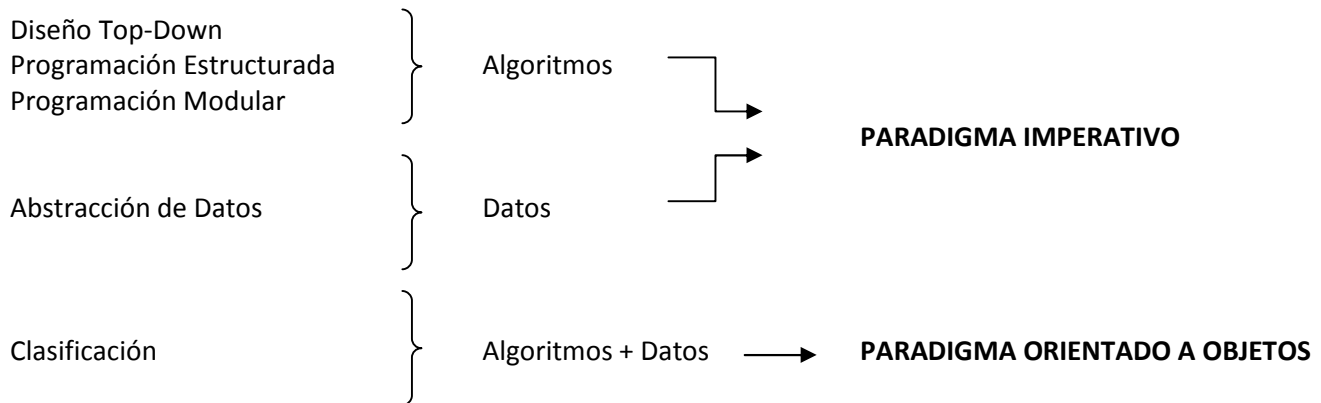 Diseño Top-Down
Programación Estructurada
Programación Modular
Algoritmos
PARADIGMA IMPERATIVO
Abstracción de Datos
Datos
Clasificación
Algoritmos + Datos
PARADIGMA ORIENTADO A OBJETOS